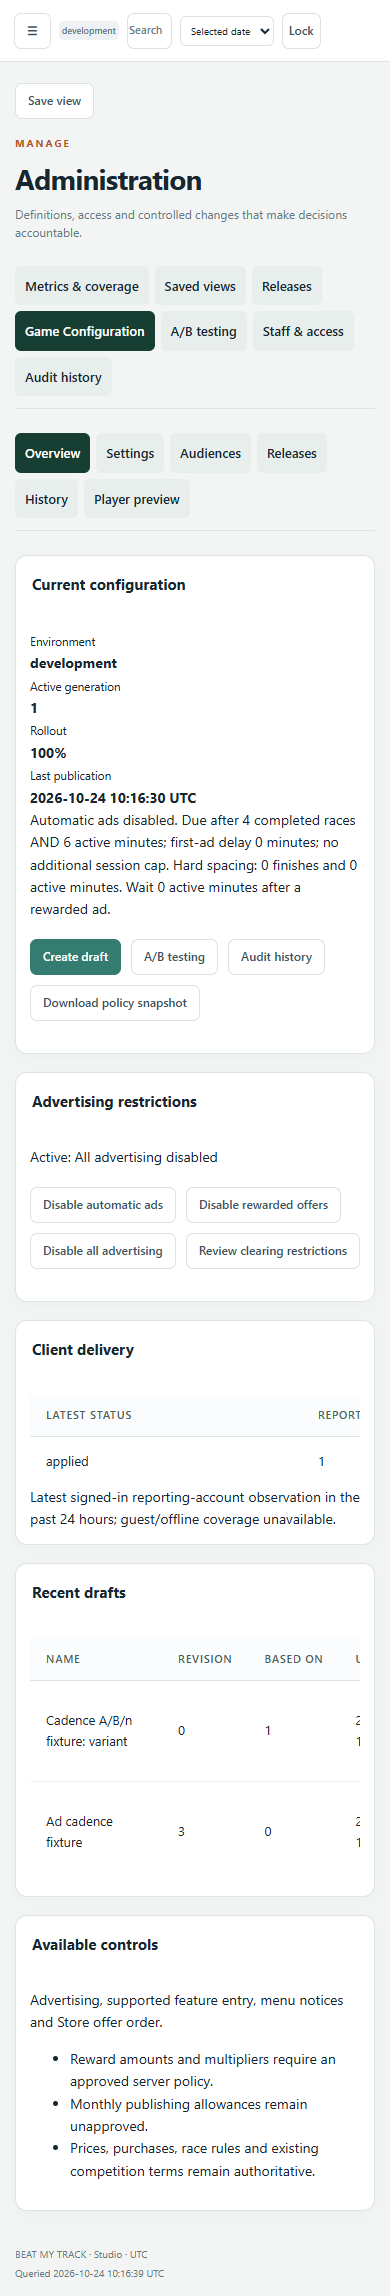 ☰ development Search Selected date Lock
Save view
MANAGE
Administration
Definitions, access and controlled changes that make decisions
accountable.
Metrics & coverage Saved views Releases
Game Configuration A/B testing Staff & access
Audit history
Overview Settings Audiences Releases
History Player preview
Current configuration
Environment
development
Active generation
1
Rollout
100%
Last publication
2026-10-24 10:16:30 UTC
Automatic ads disabled. Due after 4 completed races
AND 6 active minutes; first-ad delay 0 minutes; no
additional session cap. Hard spacing: 0 finishes and 0
active minutes. Wait 0 active minutes after a
rewarded ad.
Create draft A/B testing Audit history
Download policy snapshot
Advertising restrictions
Active: All advertising disabled
Disable automatic ads Disable rewarded offers
Disable all advertising Review clearing restrictions
Client delivery
LATEST STATUS REPORT
applied 1
Latest signed-in reporting-account observation in the
past 24 hours; guest/offline coverage unavailable.
Recent drafts
NAME REVISION BASED ON
Cadence A/B/n
fixture: variant 0 1
Ad cadence
fixture 3 0
Available controls
Advertising, supported feature entry, menu notices
and Store offer order.
• Reward amounts and multipliers require an
approved server policy.
• Monthly publishing allowances remain
unapproved.
• Prices, purchases, race rules and existing
competition terms remain authoritative.
BEAT MY TRACK · Studio · UTC
Queried 2026-10-24 10:16:39 UTC